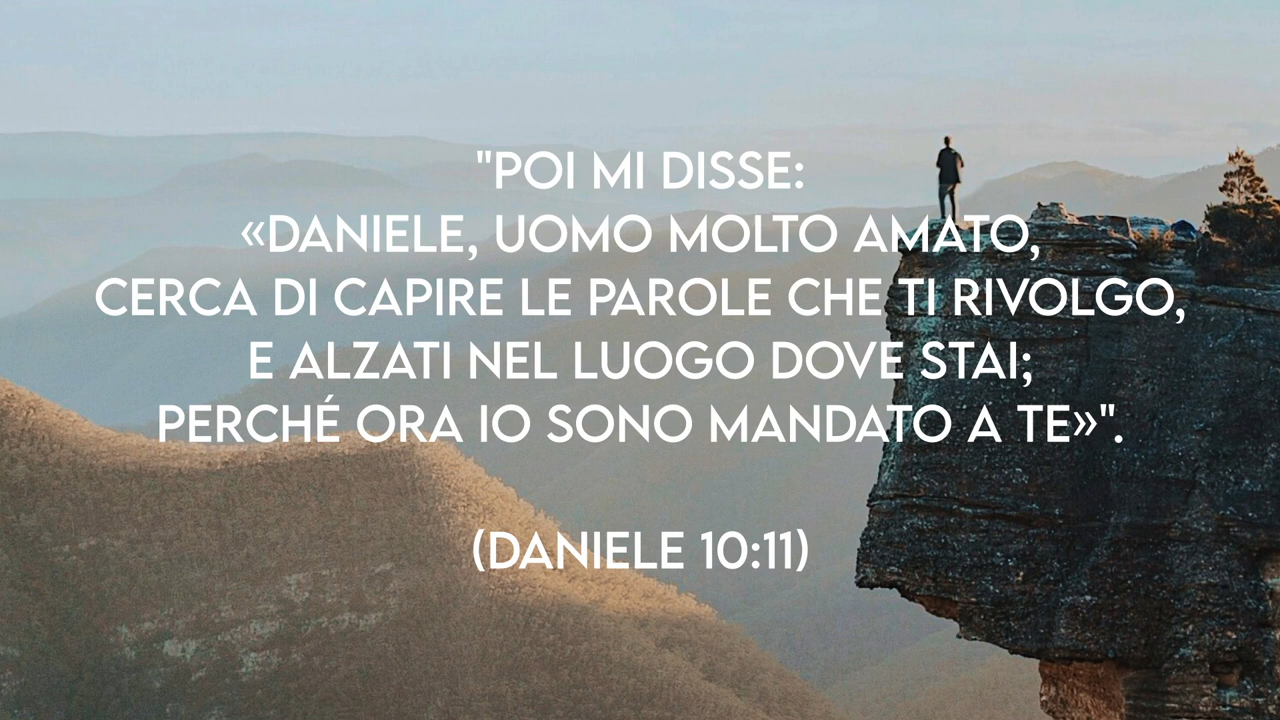 "POI MI DISSE:
«DANIELE, UOMO MOLTO AMATO,
CERCA DI CAPIRE LE PAROLE CHE TI RIVOLGO,
E ALZATI NEL LUOGO DOVE STAI;
PERCHÉ ORA IO SONO MANDATO A TE»".
(DANIELE 10:11)